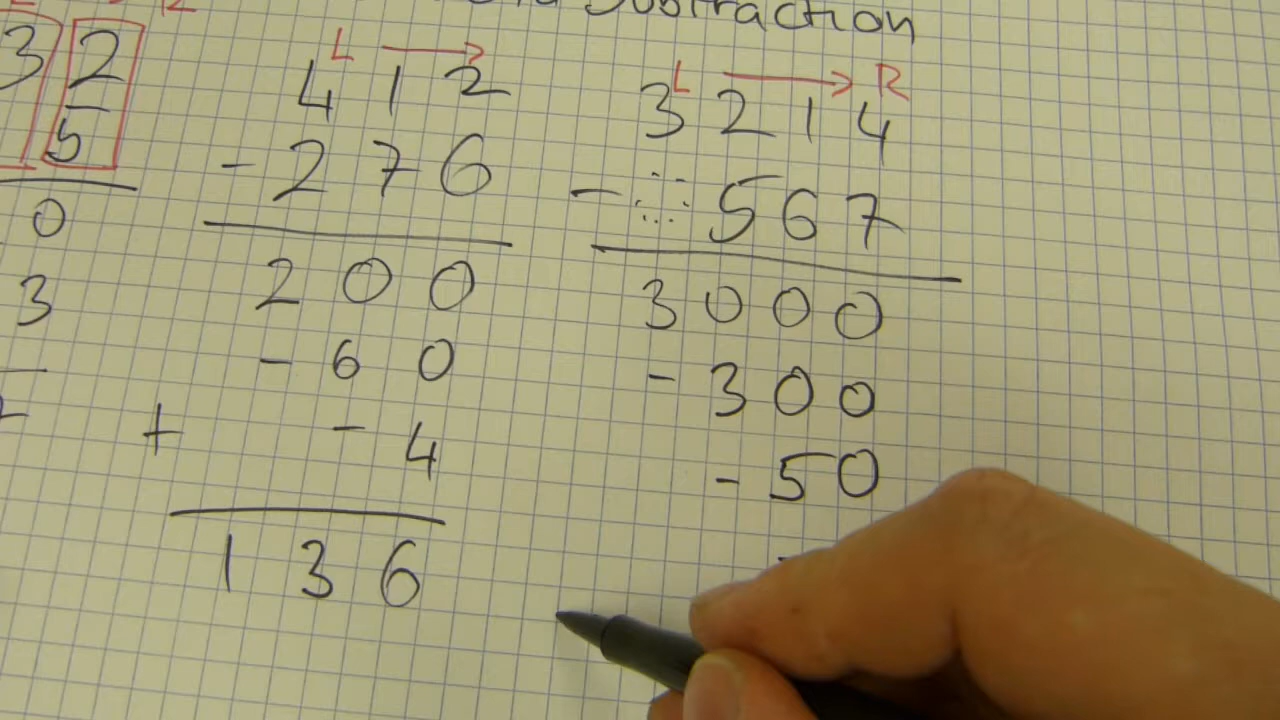 Subtraction
L R
3 2
- 5
0
3
L
4 1 2
- 2 7 6
2 0 0
- 6 0
+ - 4
1 3 6
L R
3 2 1 4
- 5 6 7
3 0 0 0
- 3 0 0
- 5 0
-